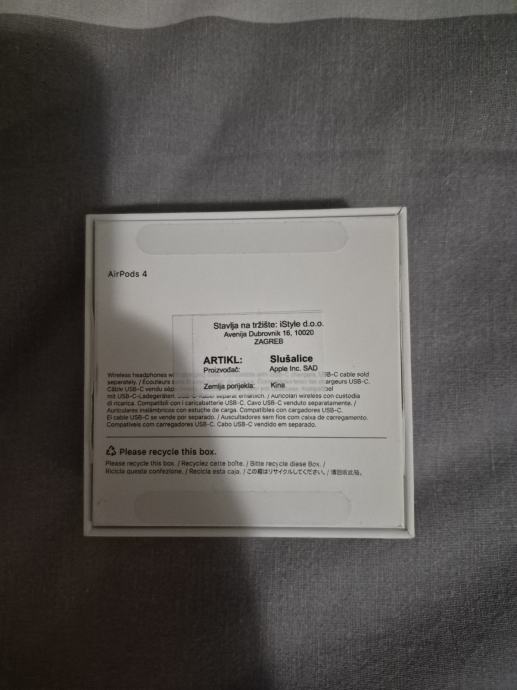 AirPods 4
Stavlja na tržište: iStyle d.o.o.
Avenija Dubrovnik 16, 10020
ZAGREB
ARTIKL: Slušalice
Proizvođač: Apple Inc. SAD
Zemlja porijekla: Kina
Wireless headphones USB-C cable sold
separately. / Écouteurs chargeurs USB-C.
Câble USB-C vendu
mit USB-C-Ladegeräten. USB-C-Kabel separat erhältlich. / Auricolari wireless con custodia
di ricarica. Compatibili con i caricabatterie USB-C. Cavo USB-C venduto separatamente. /
Auriculares inalámbricos con estuche de carga. Compatibles con cargadores USB-C.
El cable USB-C se vende por separado. / Auscultadores sem fios com caixa de carregamento.
Compatíveis com carregadores USB-C. Cabo USB-C vendido em separado.
Please recycle this box.
Please recycle this box. / Recyclez cette boîte. / Bitte recycle diese Box. /
Ricicla questa confezione. / Recicla esta caja. / この箱はリサイクルしてください。/ 请回收此箱。